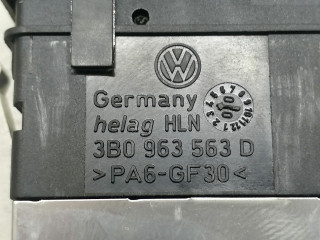 Germany
helag HLN
3B0 963 563 D
>PA6-GF30<